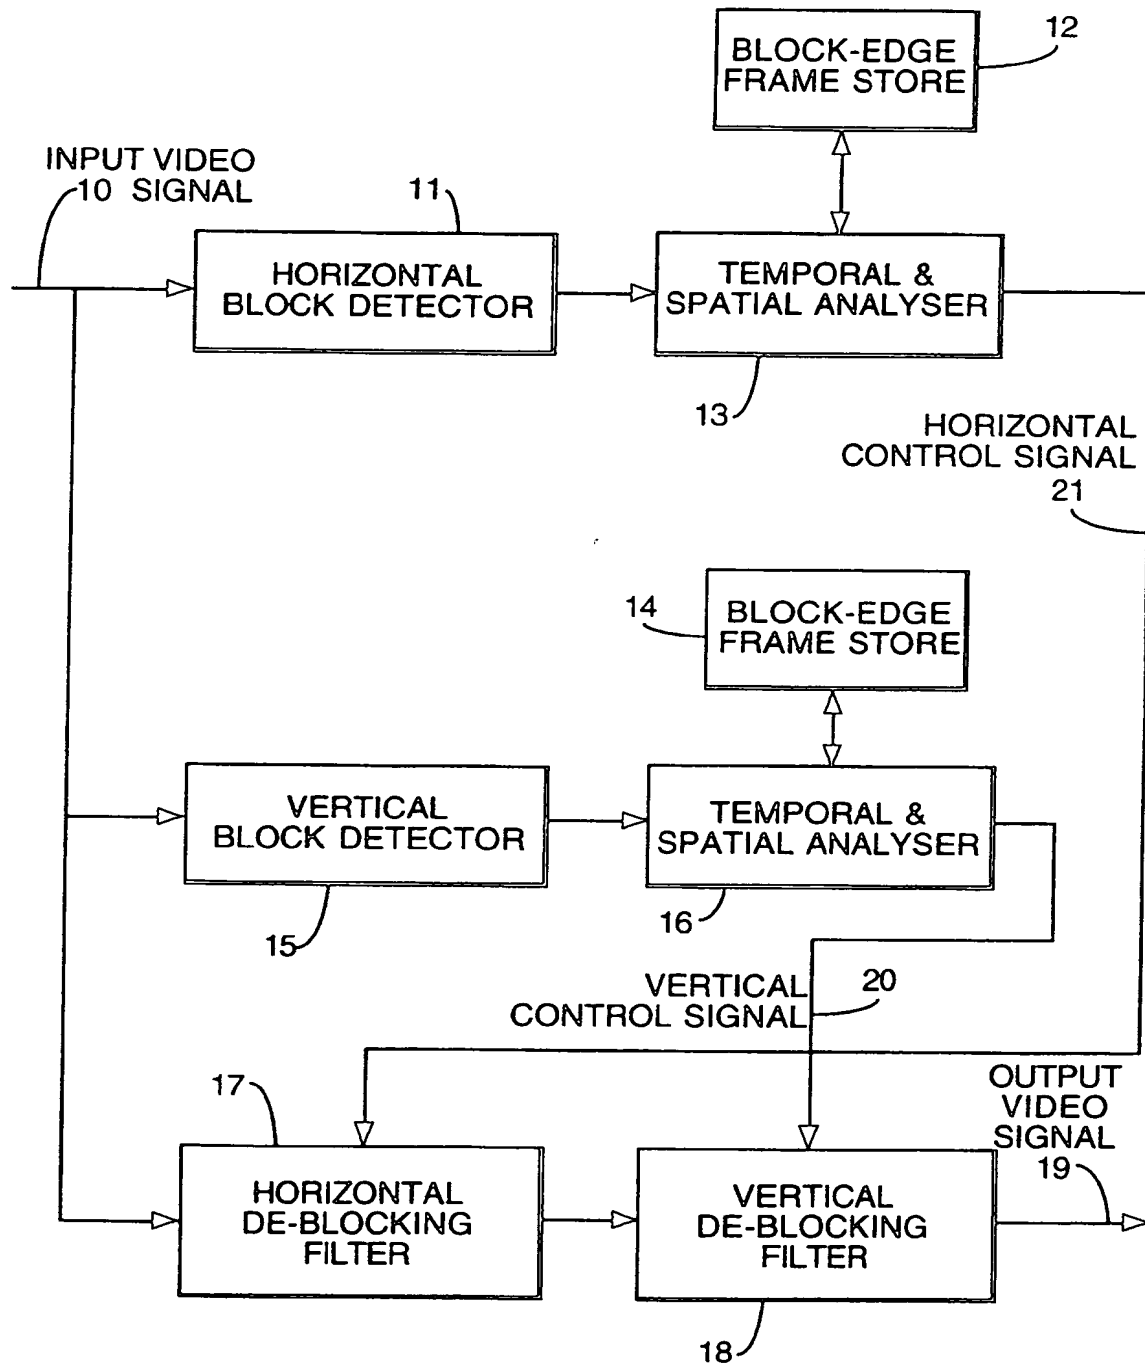 12
BLOCK-EDGE
FRAME STORE
INPUT VIDEO
10 SIGNAL
11
HORIZONTAL
BLOCK DETECTOR
TEMPORAL &
SPATIAL ANALYSER
13
HORIZONTAL
CONTROL SIGNAL
21
14
BLOCK-EDGE
FRAME STORE
VERTICAL
BLOCK DETECTOR
TEMPORAL &
SPATIAL ANALYSER
15
16
VERTICAL
CONTROL SIGNAL
20
17
OUTPUT
VIDEO
SIGNAL
19
HORIZONTAL
DE-BLOCKING
FILTER
VERTICAL
DE-BLOCKING
FILTER
18